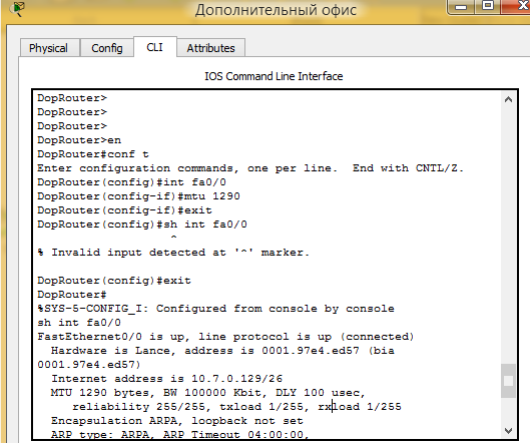 Дополнительный офис
Physical Config CLI Attributes
IOS Command Line Interface
DopRouter>
DopRouter>
DopRouter>
DopRouter>en
DopRouter#conf t
Enter configuration commands, one per line. End with CNTL/Z.
DopRouter(config)#int fa0/0
DopRouter(config-if)#mtu 1290
DopRouter(config-if)#exit
DopRouter(config)#sh int fa0/0
^
% Invalid input detected at '^' marker.
DopRouter(config)#exit
DopRouter#
%SYS-5-CONFIG_I: Configured from console by console
sh int fa0/0
FastEthernet0/0 is up, line protocol is up (connected)
Hardware is Lance, address is 0001.97e4.ed57 (bia
0001.97e4.ed57)
Internet address is 10.7.0.129/26
MTU 1290 bytes, BW 100000 Kbit, DLY 100 usec,
reliability 255/255, txload 1/255, rxload 1/255
Encapsulation ARPA, loopback not set
ARP type: ARPA, ARP Timeout 04:00:00,